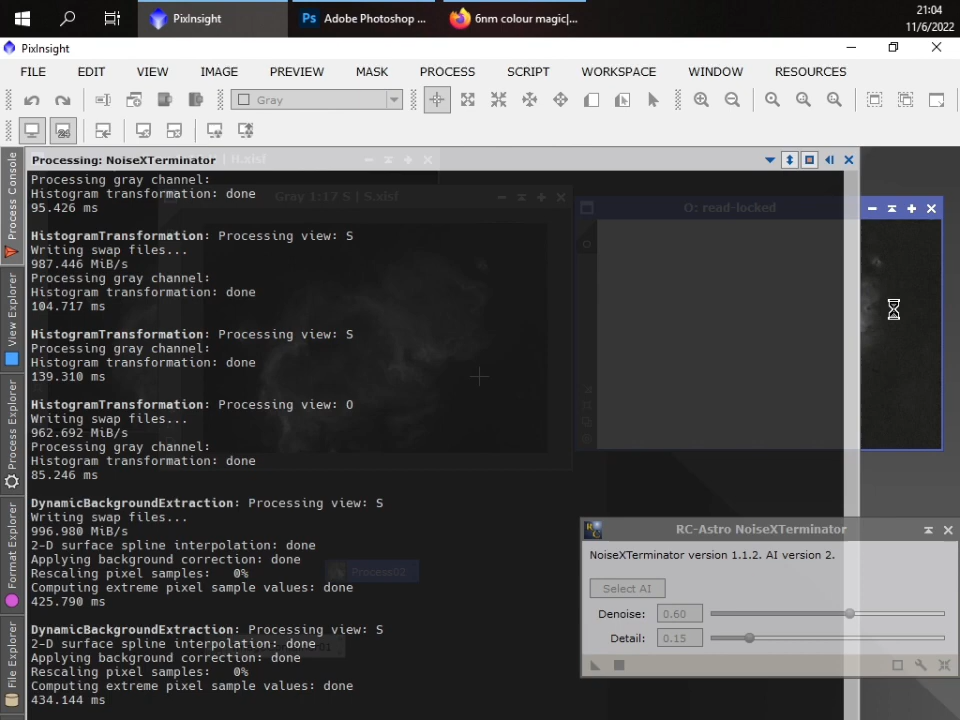 PixInsight
Ps Adobe Photoshop ...
6nm colour magic|...
21:04
11/6/2022
PixInsight
FILE EDIT VIEW IMAGE PREVIEW MASK PROCESS SCRIPT WORKSPACE WINDOW RESOURCES
Gray
24
Process Console
View Explorer
Process Explorer
Format Explorer
File Explorer
Processing: NoiseXTerminator
Processing gray channel:
Histogram transformation: done
95.426 ms
HistogramTransformation: Processing view: S
Writing swap files...
987.446 MiB/s
Processing gray channel:
Histogram transformation: done
104.717 ms
HistogramTransformation: Processing view: S
Processing gray channel:
Histogram transformation: done
139.310 ms
HistogramTransformation: Processing view: O
Writing swap files...
962.692 MiB/s
Processing gray channel:
Histogram transformation: done
85.246 ms
DynamicBackgroundExtraction: Processing view: S
Writing swap files...
996.980 MiB/s
2-D surface spline interpolation: done
Applying background correction: done
Rescaling pixel samples:   0%
Computing extreme pixel sample values: done
425.790 ms
DynamicBackgroundExtraction: Processing view: S
2-D surface spline interpolation: done
Applying background correction: done
Rescaling pixel samples:   0%
Computing extreme pixel sample values: done
434.144 ms
Gray 1:17 S | S.xisf
O: read-locked
Process02
RC-Astro NoiseXTerminator
NoiseXTerminator version 1.1.2. AI version 2.
Select AI
Denoise: 0.60
Detail: 0.15